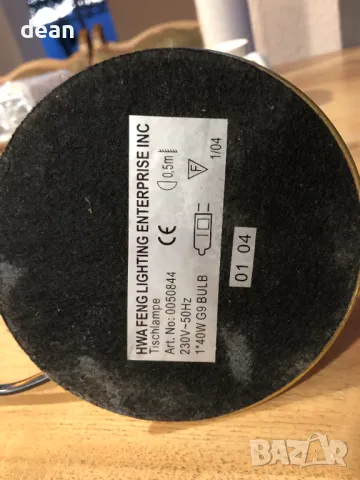 dean
HWA FENG LIGHTING ENTERPRISE INC
Tischlampe
Art. No: 0050844
230V~50Hz
1*40W G9 BULB
CE
0,5m
F
1/04
01 04
BAZAR